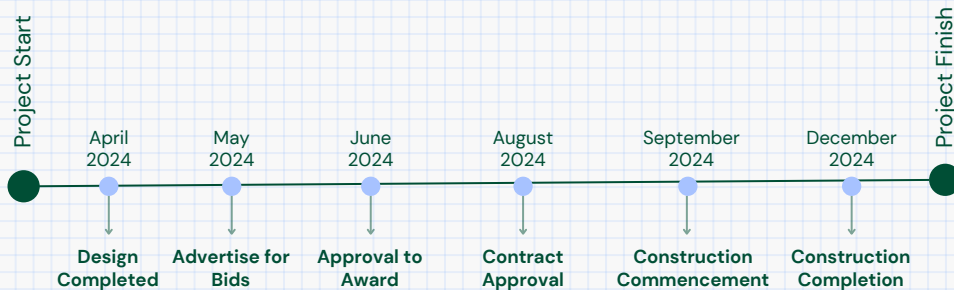 Project Start
April
2024
Design
Completed
May
2024
Advertise for
Bids
June
2024
Approval to
Award
August
2024
Contract
Approval
September
2024
Construction
Commencement
December
2024
Construction
Completion
Project Finish